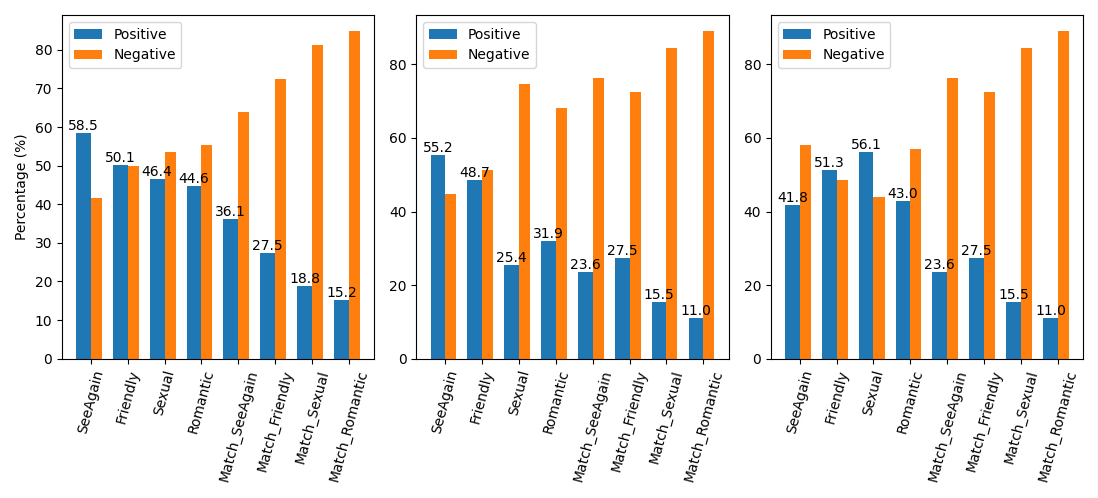 Percentage (%)
80
70
60
50
40
30
20
10
0
Positive
Negative
58.5
50.1
46.4
44.6
36.1
27.5
18.8
15.2
SeeAgain
Friendly
Sexual
Romantic
Match_SeeAgain
Match_Friendly
Match_Sexual
Match_Romantic
80
60
40
20
0
Positive
Negative
55.2
48.7
25.4
31.9
23.6
27.5
15.5
11.0
SeeAgain
Friendly
Sexual
Romantic
Match_SeeAgain
Match_Friendly
Match_Sexual
Match_Romantic
80
60
40
20
0
Positive
Negative
41.8
51.3
56.1
43.0
23.6
27.5
15.5
11.0
SeeAgain
Friendly
Sexual
Romantic
Match_SeeAgain
Match_Friendly
Match_Sexual
Match_Romantic